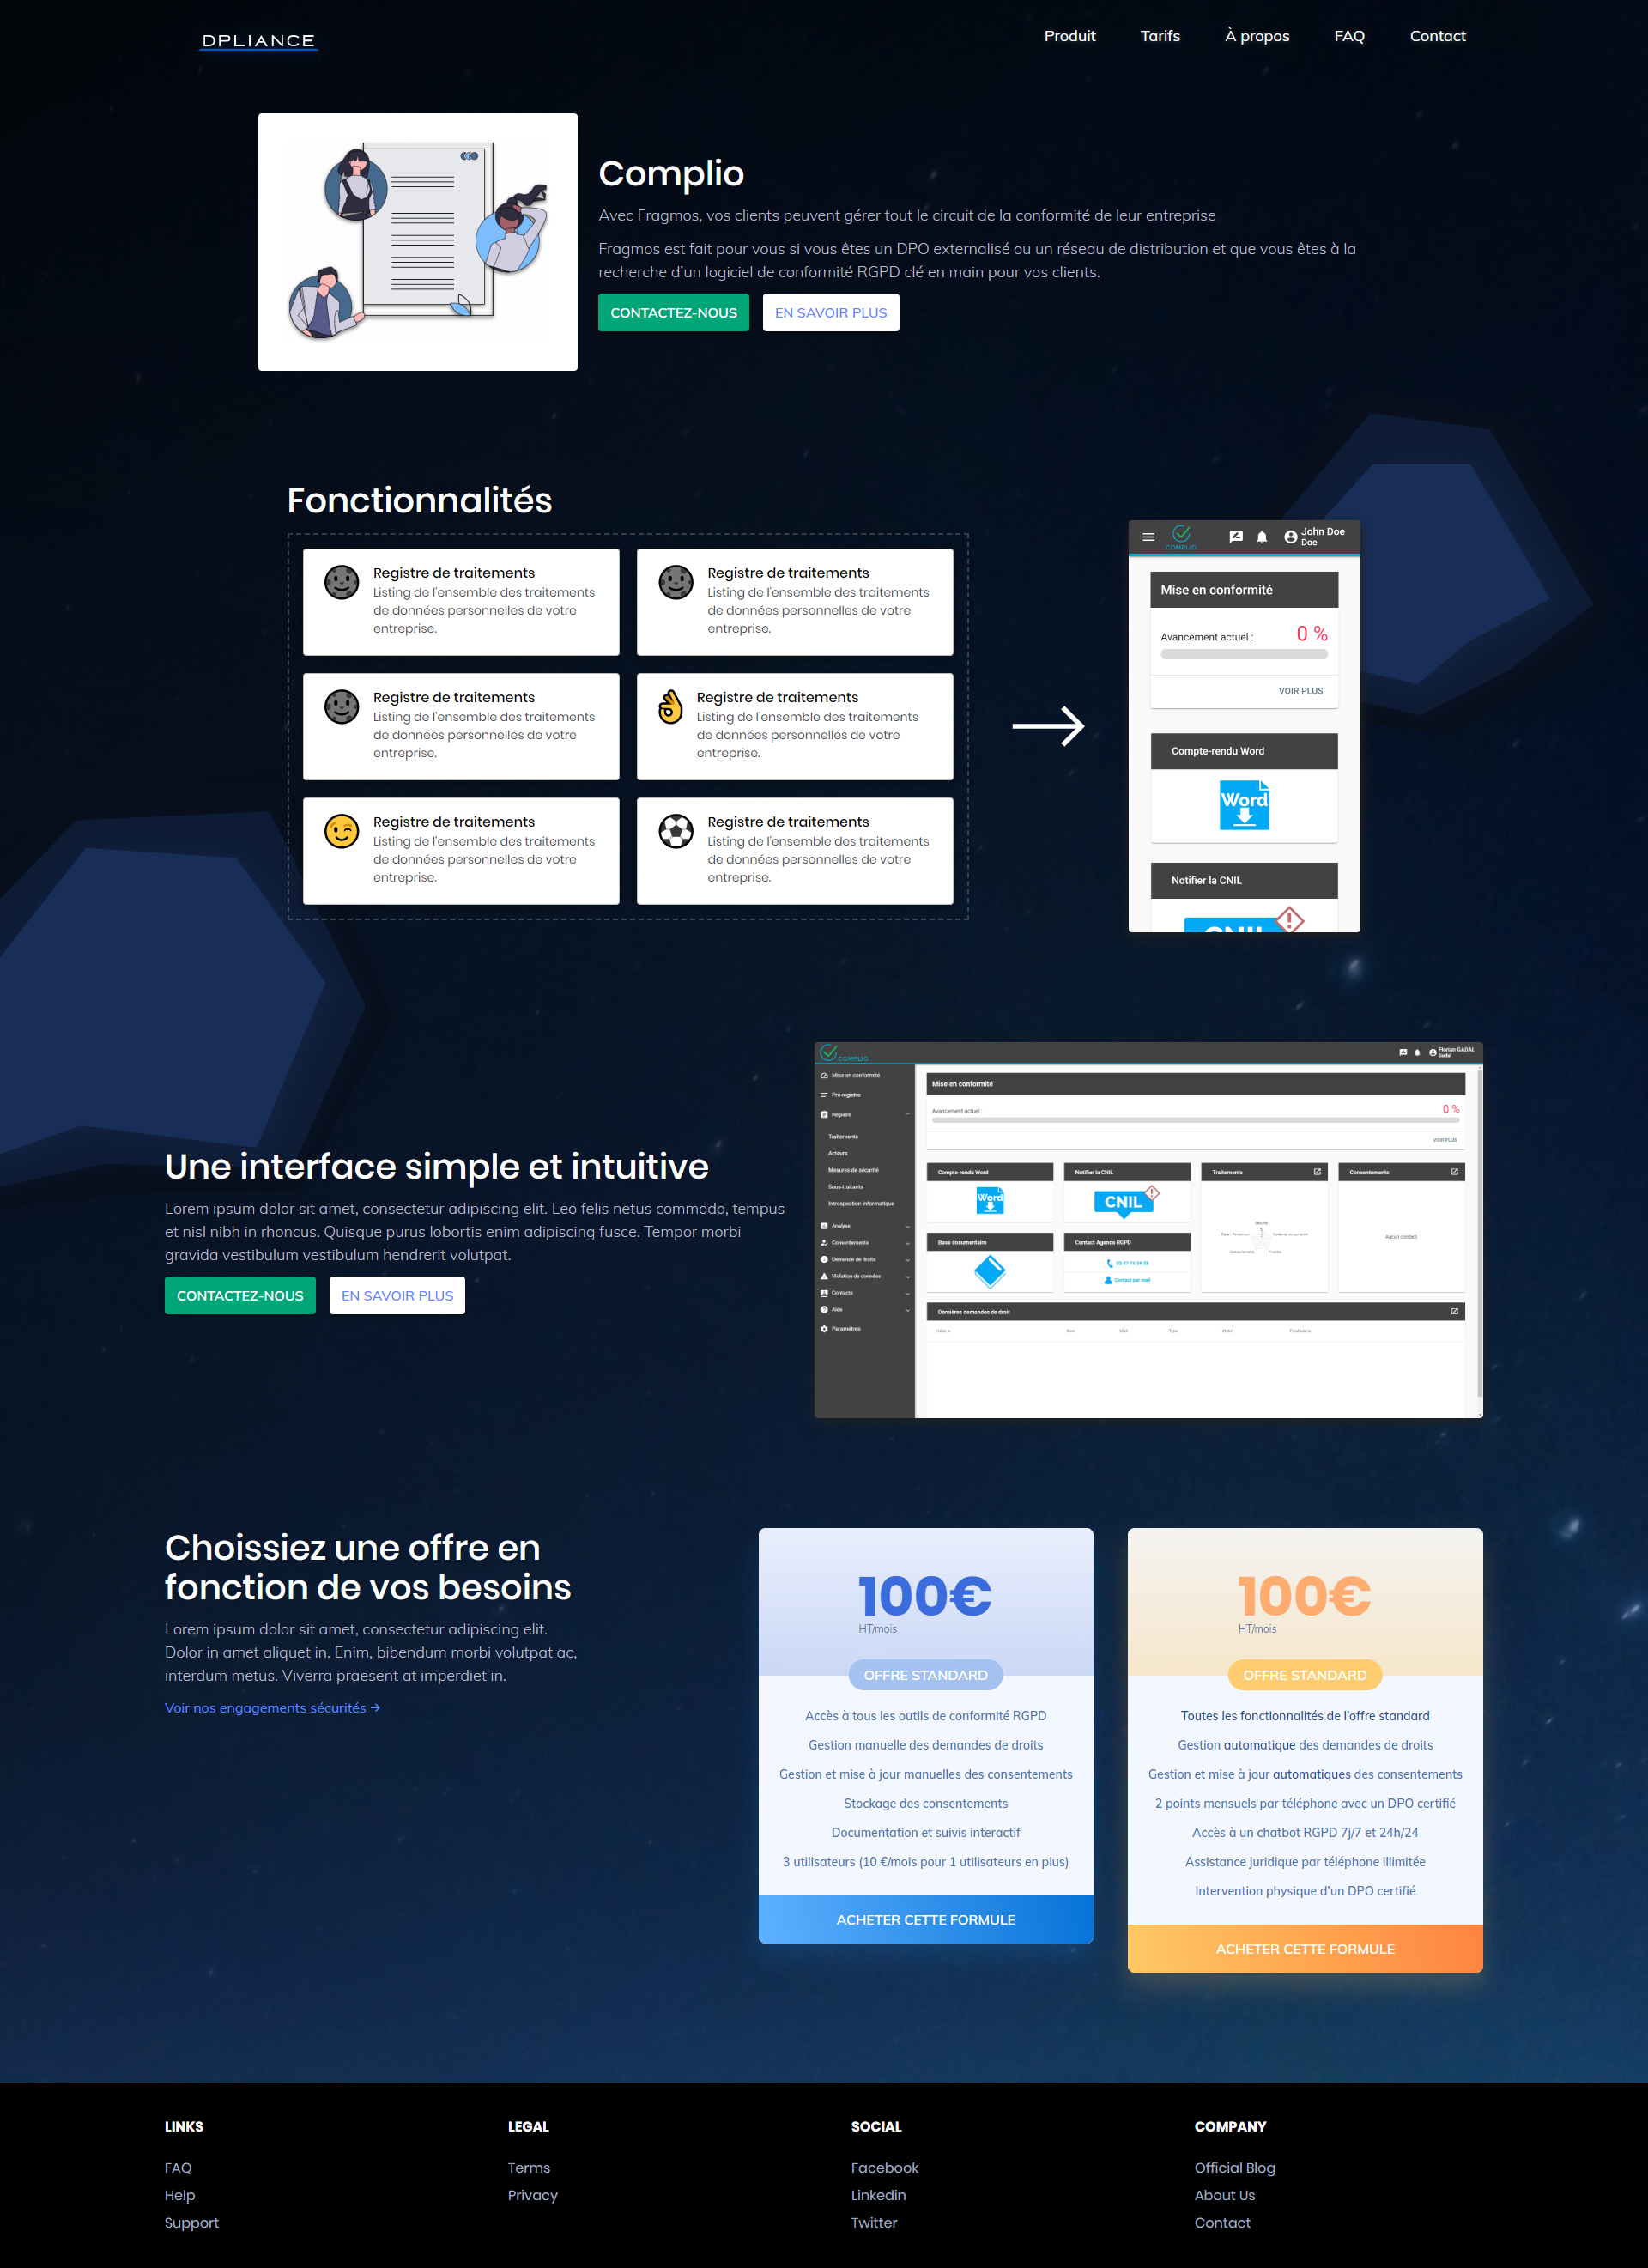 DPLIANCE
Produit
Tarifs
À propos
FAQ
Contact
Complio
Avec Fragmos, vos clients peuvent gérer tout le circuit de la conformité de leur entreprise
Fragmos est fait pour vous si vous êtes un DPO externalisé ou un réseau de distribution et que vous êtes à la
recherche d'un logiciel de conformité RGPD clé en main pour vos clients.
CONTACTEZ-NOUS
EN SAVOIR PLUS
Fonctionnalités
Registre de traitements
Listing de l'ensemble des traitements
de données personnelles de votre
entreprise.
Registre de traitements
Listing de l'ensemble des traitements
de données personnelles de votre
entreprise.
Registre de traitements
Listing de l'ensemble des traitements
de données personnelles de votre
entreprise.
Registre de traitements
Listing de l'ensemble des traitements
de données personnelles de votre
entreprise.
Registre de traitements
Listing de l'ensemble des traitements
de données personnelles de votre
entreprise.
Registre de traitements
Listing de l'ensemble des traitements
de données personnelles de votre
entreprise.
COMPLIO
John Doe
Doe
Mise en conformité
Avancement actuel :
0 %
VOIR PLUS
Compte-rendu Word
Word
Notifier la CNIL
CNIL
Une interface simple et intuitive
Lorem ipsum dolor sit amet, consectetur adipiscing elit. Leo felis netus commodo, tempus
et nisl nibh in rhoncus. Quisque purus lobortis enim adipiscing fusce. Tempor morbi
gravida vestibulum vestibulum hendrerit volutpat.
CONTACTEZ-NOUS
EN SAVOIR PLUS
COMPLIO
Florian GADAL
Gadal
Mise en conformité
Pré-registre
Registre
Traitements
Acteurs
Mesures de sécurité
Sous-traitants
Introspection informatique
Analyse
Consentements
Demande de droits
Violation de données
Contacts
Aide
Paramètres
Mise en conformité
Avancement actuel :
0 %
VOIR PLUS
Compte-rendu Word
Word
Notifier la CNIL
CNIL
Traitements
Consentements
Aucun contact.
Base documentaire
Contact Agence RGPD
05 67 74 39 38
Contact par mail
Dernières demandes de droit
Nom
Mail
Type
Statut
Choissiez une offre en
fonction de vos besoins
Lorem ipsum dolor sit amet, consectetur adipiscing elit.
Dolor in amet aliquet in. Enim, bibendum morbi volutpat ac,
interdum metus. Viverra praesent at imperdiet in.
Voir nos engagements sécurités →
100€
HT/mois
OFFRE STANDARD
Accès à tous les outils de conformité RGPD
Gestion manuelle des demandes de droits
Gestion et mise à jour manuelles des consentements
Stockage des consentements
Documentation et suivis interactif
3 utilisateurs (10 €/mois pour 1 utilisateurs en plus)
ACHETER CETTE FORMULE
100€
HT/mois
OFFRE STANDARD
Toutes les fonctionnalités de l'offre standard
Gestion automatique des demandes de droits
Gestion et mise à jour automatiques des consentements
2 points mensuels par téléphone avec un DPO certifié
Accès à un chatbot RGPD 7j/7 et 24h/24
Assistance juridique par téléphone illimitée
Intervention physique d'un DPO certifié
ACHETER CETTE FORMULE
LINKS
FAQ
Help
Support
LEGAL
Terms
Privacy
SOCIAL
Facebook
Linkedin
Twitter
COMPANY
Official Blog
About Us
Contact